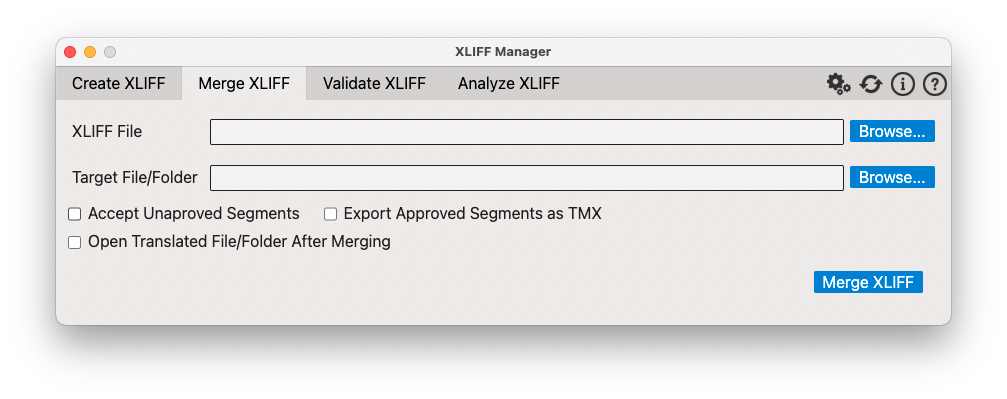 XLIFF Manager
Create XLIFF Merge XLIFF Validate XLIFF Analyze XLIFF
XLIFF File Browse...
Target File/Folder Browse...
Accept Unaproved Segments Export Approved Segments as TMX
Open Translated File/Folder After Merging
Merge XLIFF